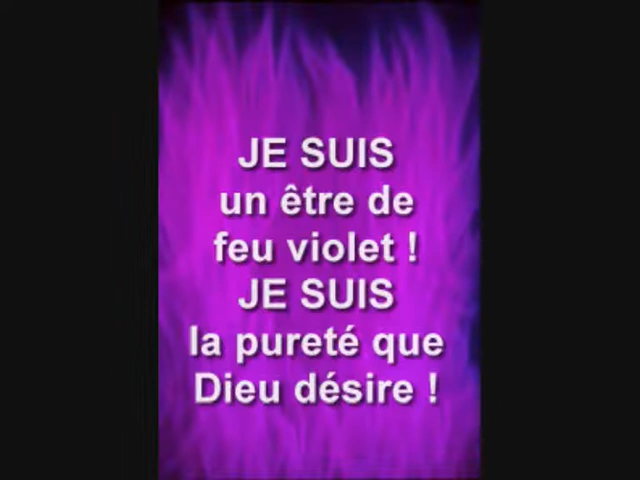 JE SUIS
un être de
feu violet !
JE SUIS
la pureté que
Dieu désire !